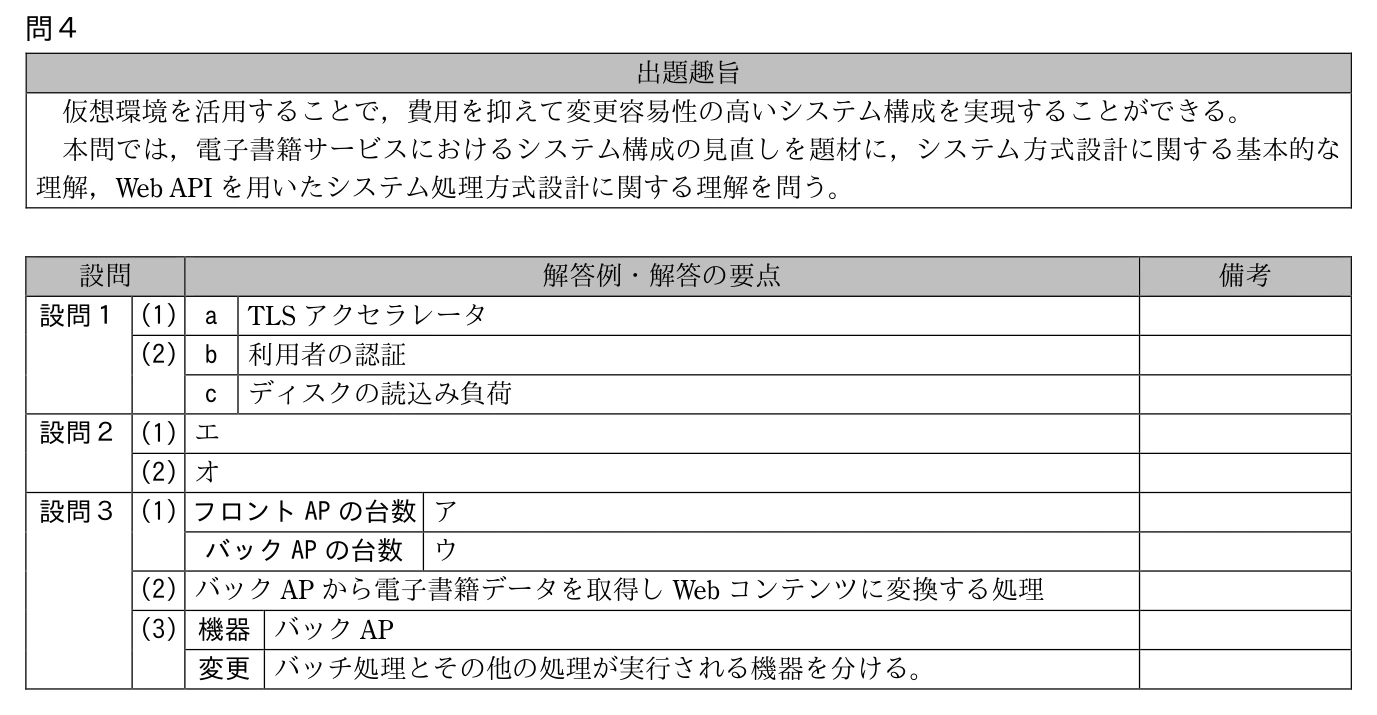 問4
出題趣旨
仮想環境を活用することで，費用を抑えて変更容易性の高いシステム構成を実現することができる。
本問では，電子書籍サービスにおけるシステム構成の見直しを題材に，システム方式設計に関する基本的な
理解，Web API を用いたシステム処理方式設計に関する理解を問う。
設問 解答例・解答の要点 備考
設問1 (1) a TLS アクセラレータ
(2) b 利用者の認証
c ディスクの読込み負荷
設問2 (1) エ
(2) オ
設問3 (1) フロント AP の台数 ア
バック AP の台数 ウ
(2) バック AP から電子書籍データを取得し Web コンテンツに変換する処理
(3) 機器 バック AP
変更 バッチ処理とその他の処理が実行される機器を分ける。